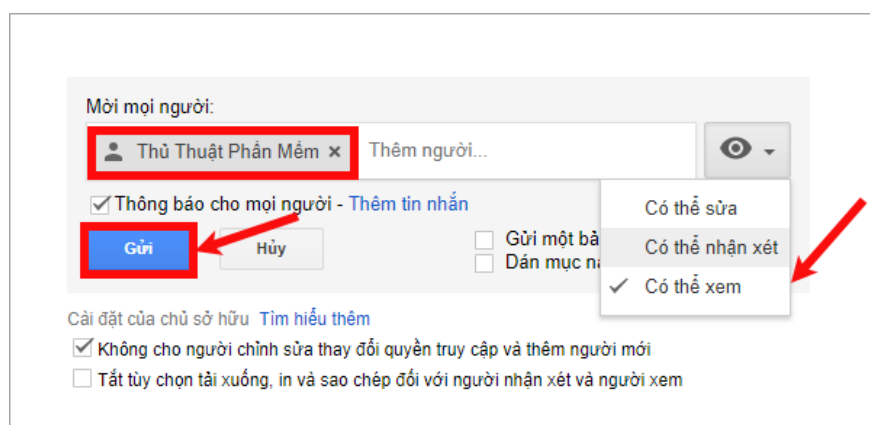 Mời mọi người:
Thủ Thuật Phần Mềm × Thêm người...
Thông báo cho mọi người - Thêm tin nhắn
Có thể sửa
Gửi Hủy
Gửi một
Có thể nhận xét
Dán mục
Có thể xem
Cài đặt của chủ sở hữu Tìm hiểu thêm
Không cho người chỉnh sửa thay đổi quyền truy cập và thêm người mới
Tắt tùy chọn tải xuống, in và sao chép đối với người nhận xét và người xem